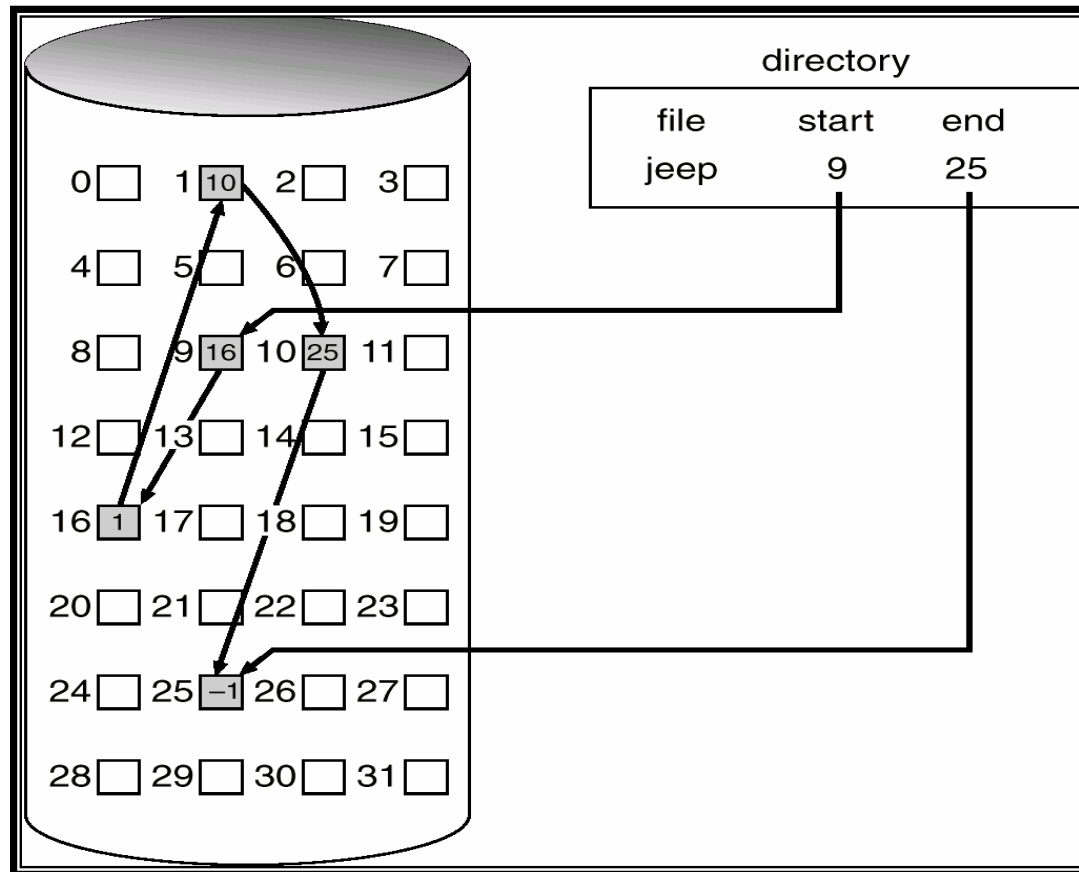 directory
file start end
jeep 9 25
0 1 10 2 3
4 5 6 7
8 9 16 10 25 11
12 13 14 15
16 1 17 18 19
20 21 22 23
24 25 −1 26 27
28 29 30 31